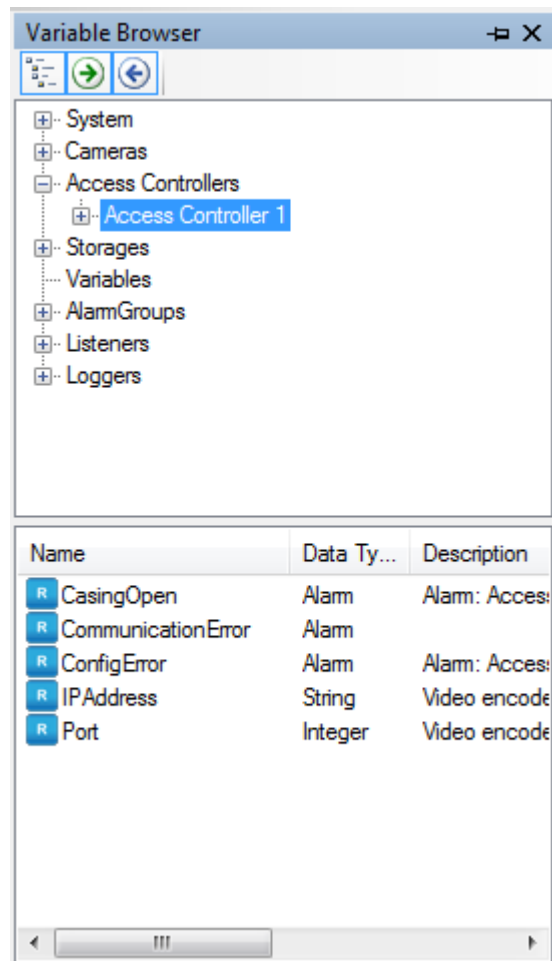 Variable Browser
System
Cameras
Access Controllers
Access Controller 1
Storages
Variables
AlarmGroups
Listeners
Loggers
Name Data Ty... Description
R CasingOpen Alarm Alarm: Access
R CommunicationError Alarm
R ConfigError Alarm Alarm: Access
R IPAddress String Video encode
R Port Integer Video encode